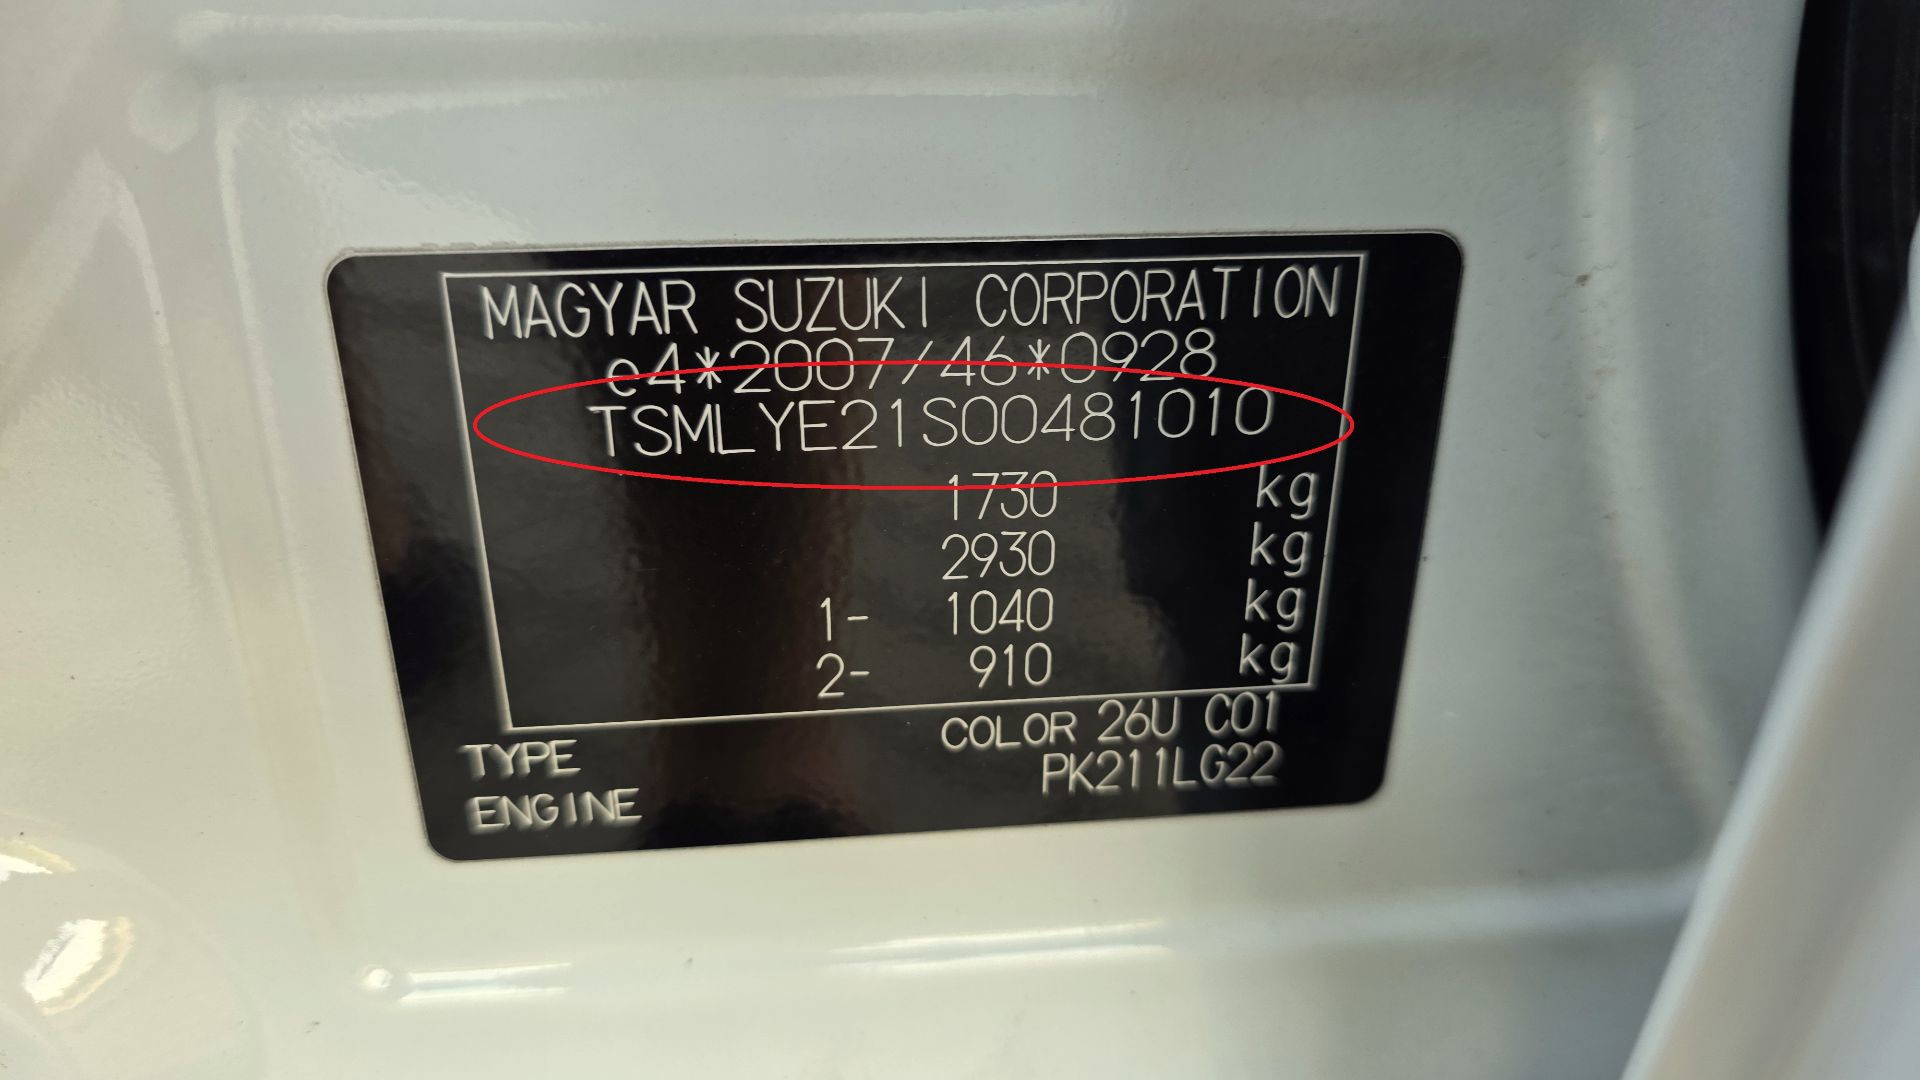 MAGYAR SUZUKI CORPORATION
e4*2007/46*0928
TSMLYE21S00481010
1730 kg
2930 kg
1- 1040 kg
2- 910 kg
COLOR 26U C01
TYPE PK211LG22
ENGINE